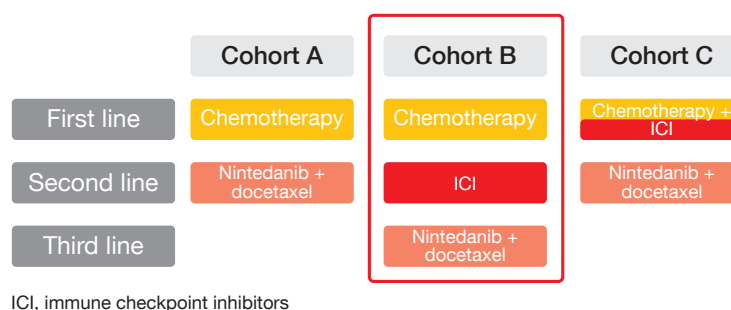 Cohort A
Cohort B
Cohort C
First line
Chemotherapy
Chemotherapy
Chemotherapy +
ICI
Second line
Nintedanib +
docetaxel
ICI
Nintedanib +
docetaxel
Third line
Nintedanib +
docetaxel
ICI, immune checkpoint inhibitors